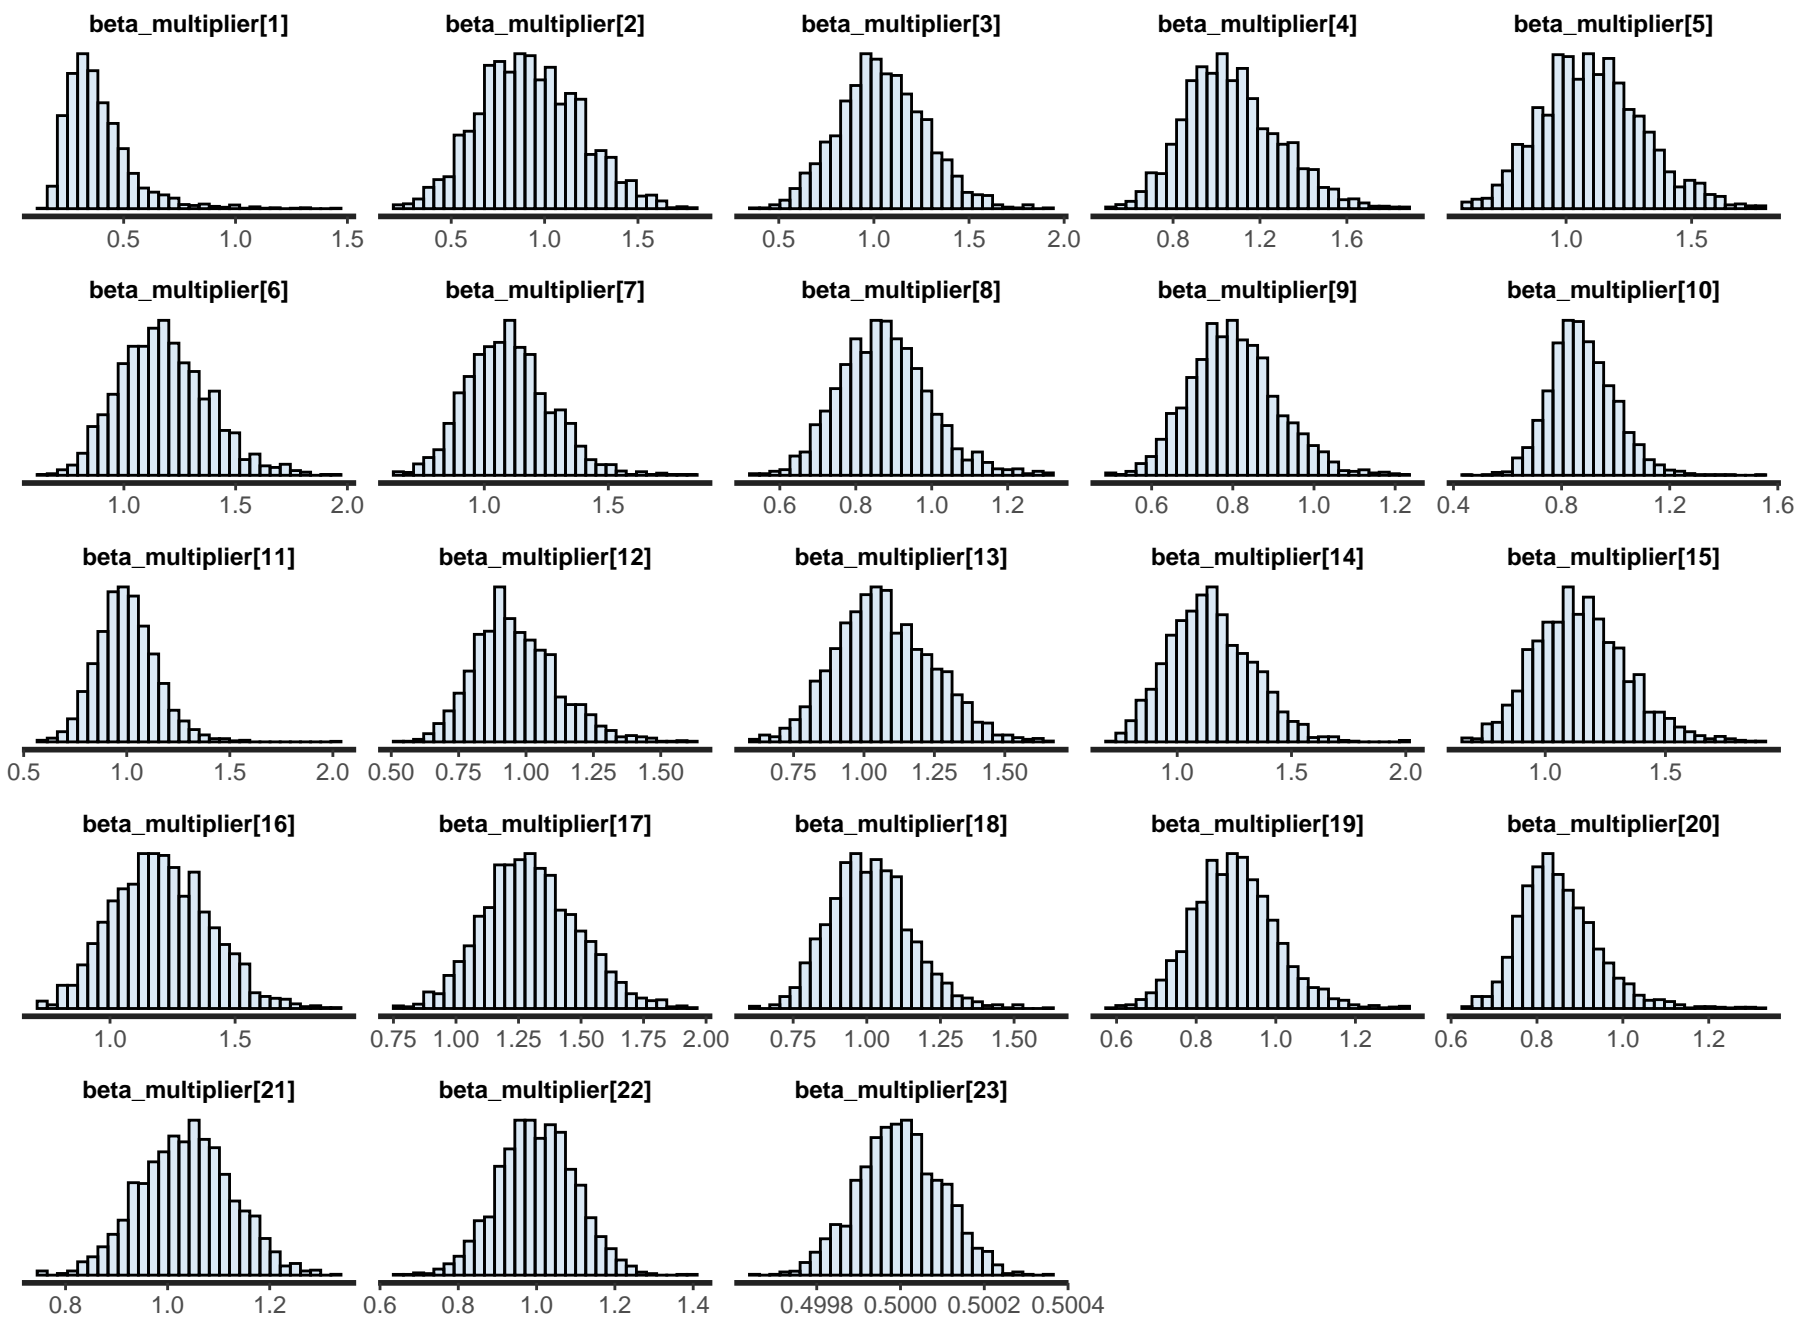 beta_multiplier[1] beta_multiplier[2] beta_multiplier[3] beta_multiplier[4] beta_multiplier[5]
0.5 1.0 1.5 0.5 1.0 1.5 0.5 1.0 1.5 2.0 0.8 1.2 1.6 1.0 1.5
beta_multiplier[6] beta_multiplier[7] beta_multiplier[8] beta_multiplier[9] beta_multiplier[10]
1.0 1.5 2.0 1.0 1.5 0.6 0.8 1.0 1.2 0.6 0.8 1.0 1.2 0.4 0.8 1.2 1.6
beta_multiplier[11] beta_multiplier[12] beta_multiplier[13] beta_multiplier[14] beta_multiplier[15]
0.5 1.0 1.5 2.0 0.50 0.75 1.00 1.25 1.50 0.75 1.00 1.25 1.50 1.0 1.5 2.0 1.0 1.5
beta_multiplier[16] beta_multiplier[17] beta_multiplier[18] beta_multiplier[19] beta_multiplier[20]
1.0 1.5 0.75 1.00 1.25 1.50 1.75 2.00 0.75 1.00 1.25 1.50 0.6 0.8 1.0 1.2 0.6 0.8 1.0 1.2
beta_multiplier[21] beta_multiplier[22] beta_multiplier[23]
0.8 1.0 1.2 0.6 0.8 1.0 1.2 1.4 0.4998 0.5000 0.5002 0.5004